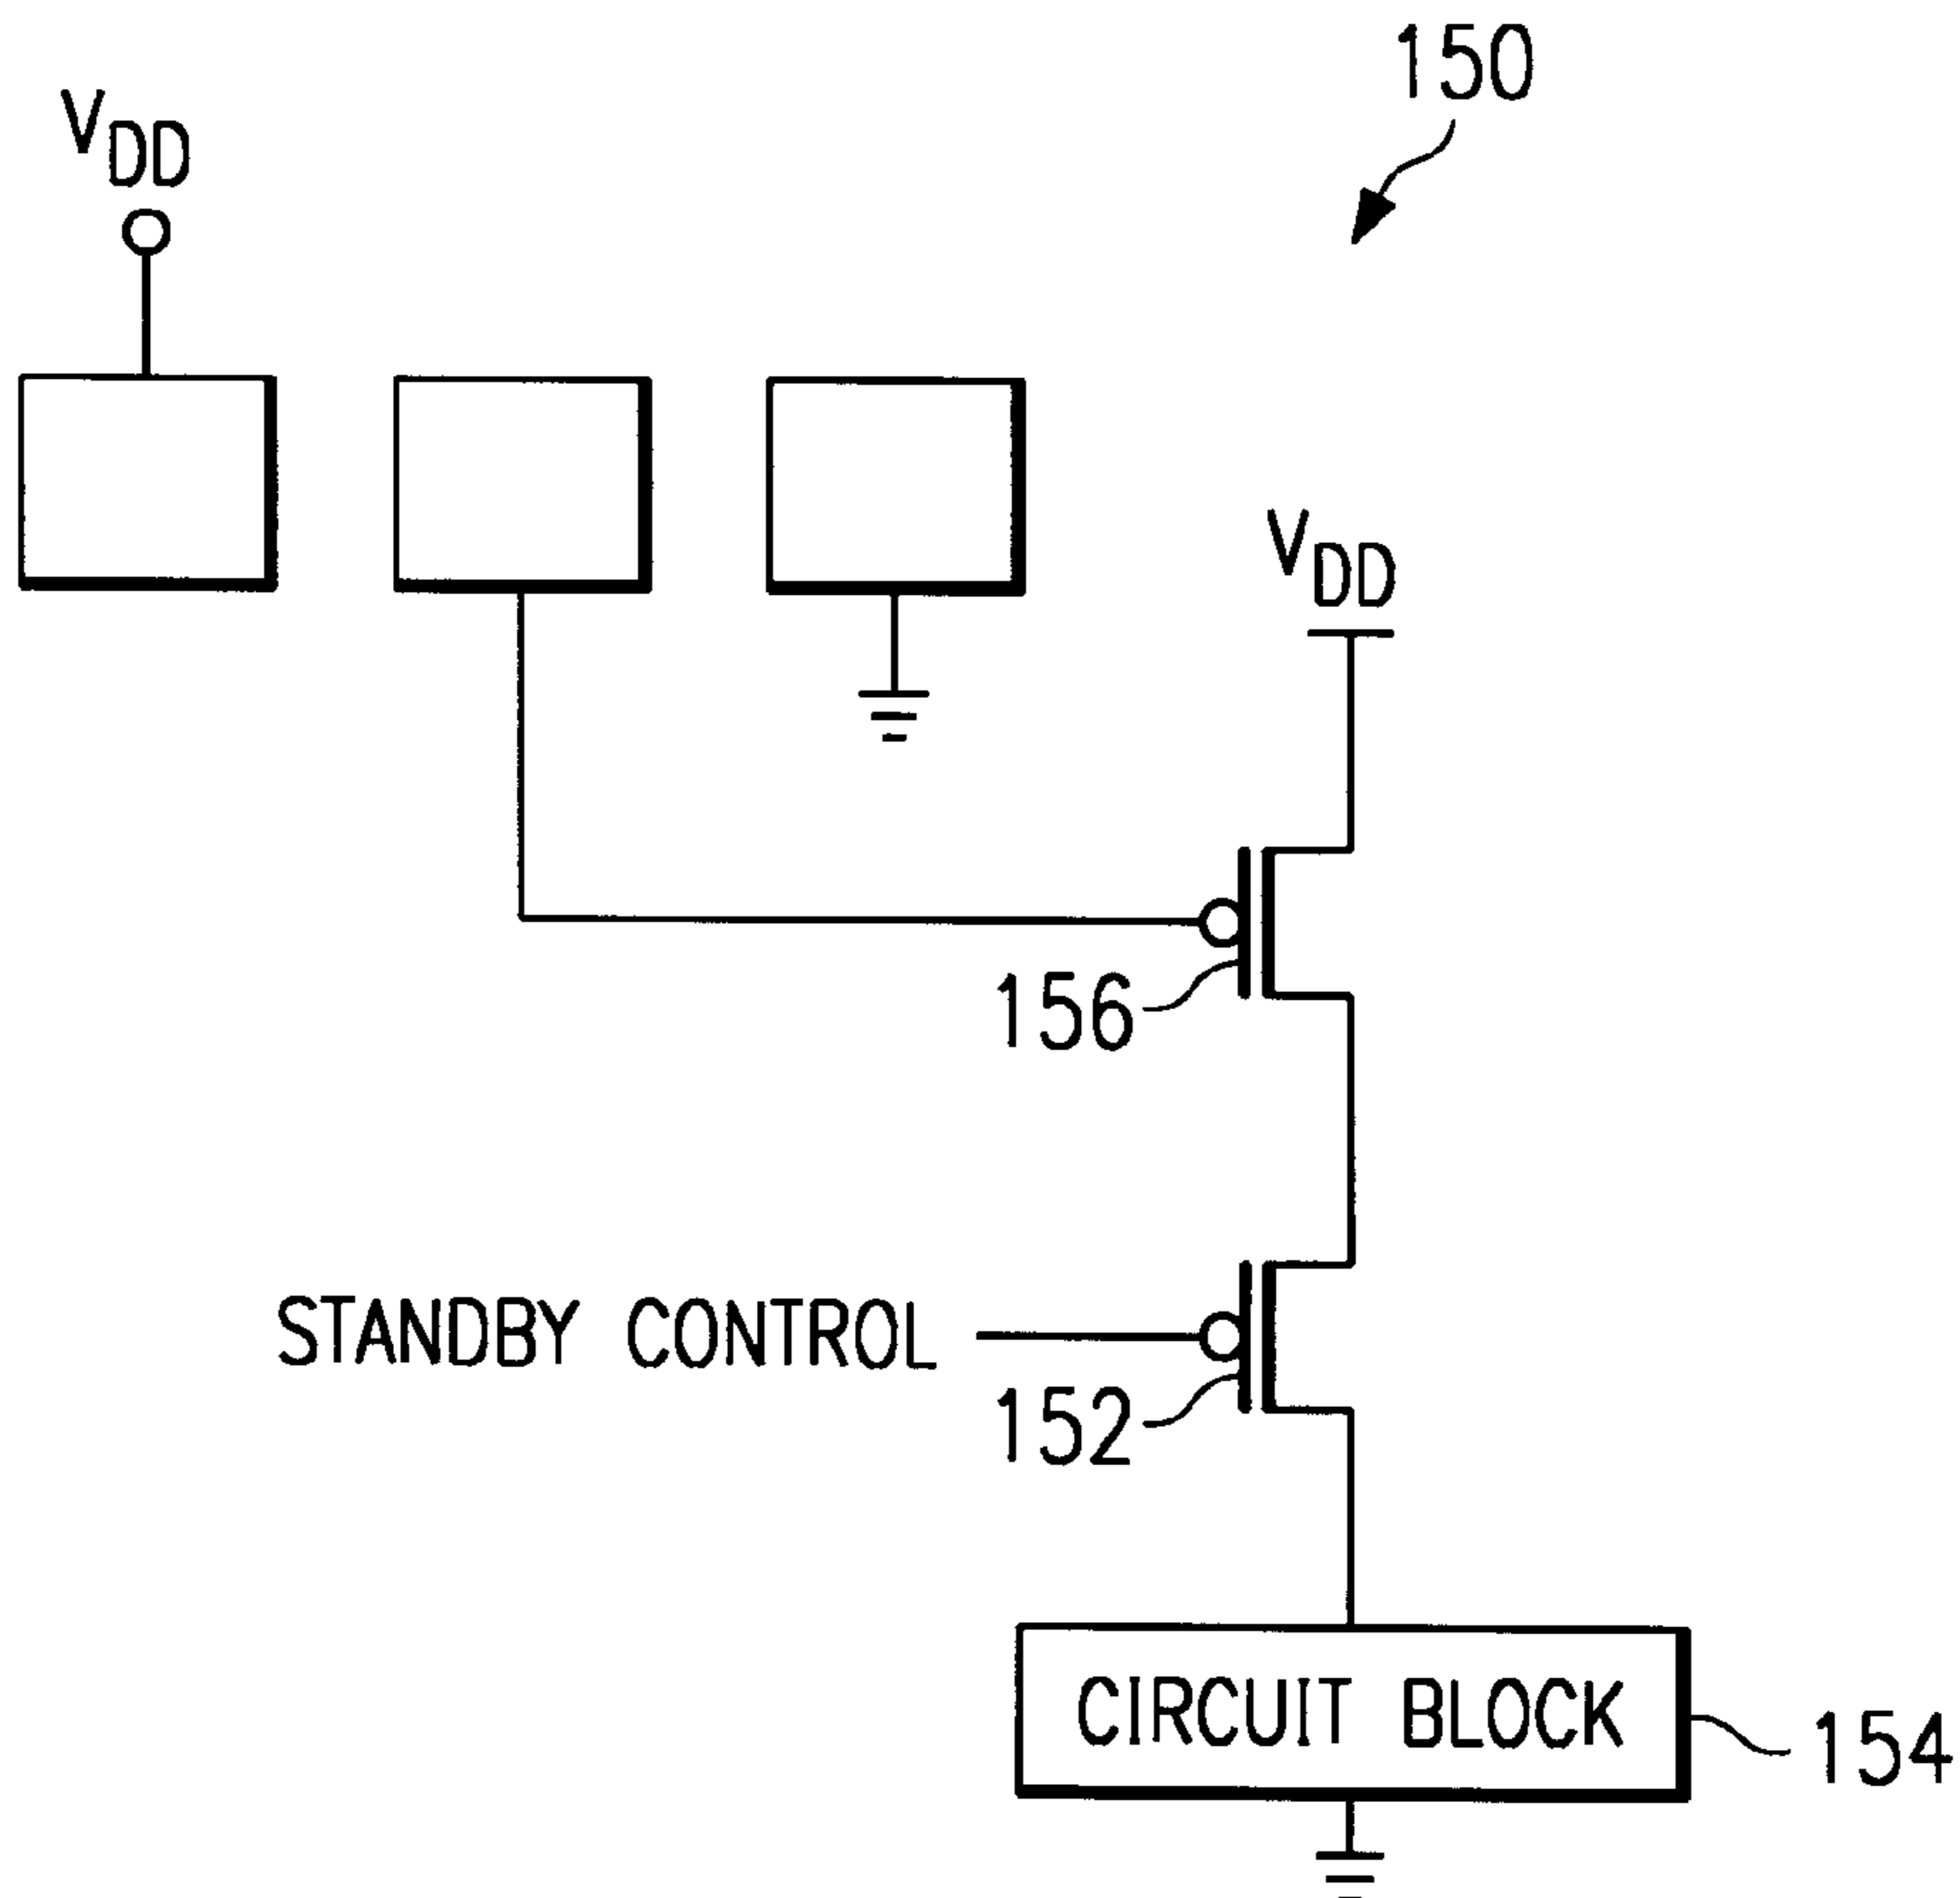 150
VDD
VDD
156
STANDBY CONTROL
152
CIRCUIT BLOCK
154